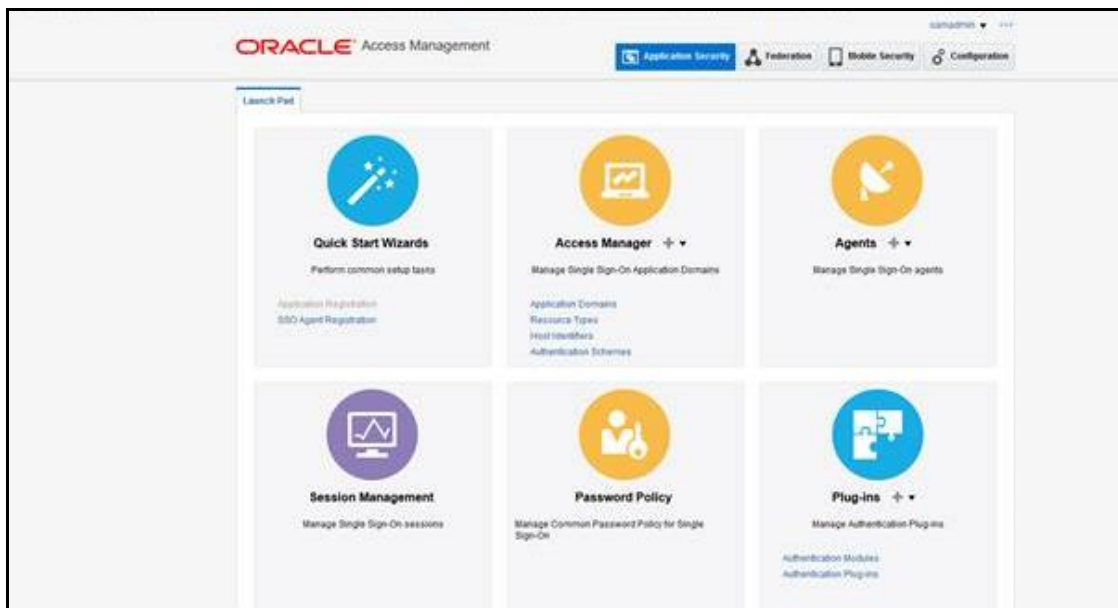 oamadmin
ORACLE Access Management
Application Security
Federation
Mobile Security
Configuration
Launch Pad
Quick Start Wizards
Perform common setup tasks
Application Registration
SSO Agent Registration
Access Manager
Manage Single Sign-On Application Domains
Application Domains
Resource Types
Host Identifiers
Authentication Schemes
Agents
Manage Single Sign-On agents
Session Management
Manage Single Sign-On sessions
Password Policy
Manage Common Password Policy for Single
Sign-On
Plug-ins
Manage Authentication Plug-ins
Authentication Modules
Authentication Plug-ins